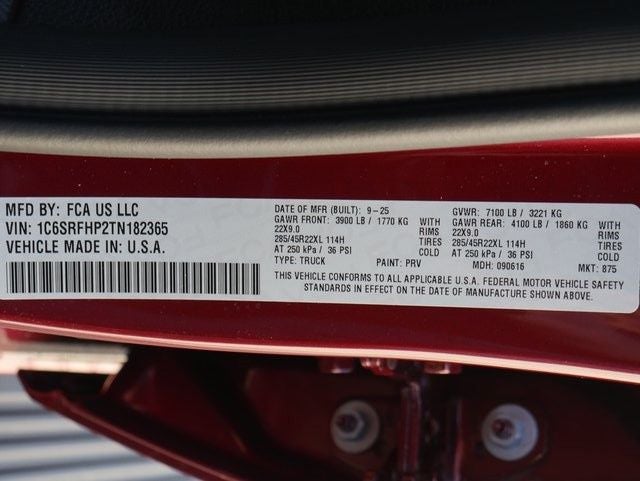 MFD BY: FCA US LLC
VIN: 1C6SRFHP2TN182365
VEHICLE MADE IN: U.S.A.
DATE OF MFR (BUILT): 9-25
GAWR FRONT: 3900 LB / 1770 KG WITH
22X9.0 RIMS
285/45R22XL 114H TIRES
AT 250 kPa / 36 PSI COLD
TYPE: TRUCK PAINT: PRV
GVWR: 7100 LB / 3221 KG
GAWR REAR: 4100 LB / 1860 KG WITH
22X9.0 RIMS
285/45R22XL 114H TIRES
AT 250 kPa / 36 PSI COLD
MDH: 090616 MKT: 875
THIS VEHICLE CONFORMS TO ALL APPLICABLE U.S.A. FEDERAL MOTOR VEHICLE SAFETY
STANDARDS IN EFFECT ON THE DATE OF MANUFACTURE SHOWN ABOVE.